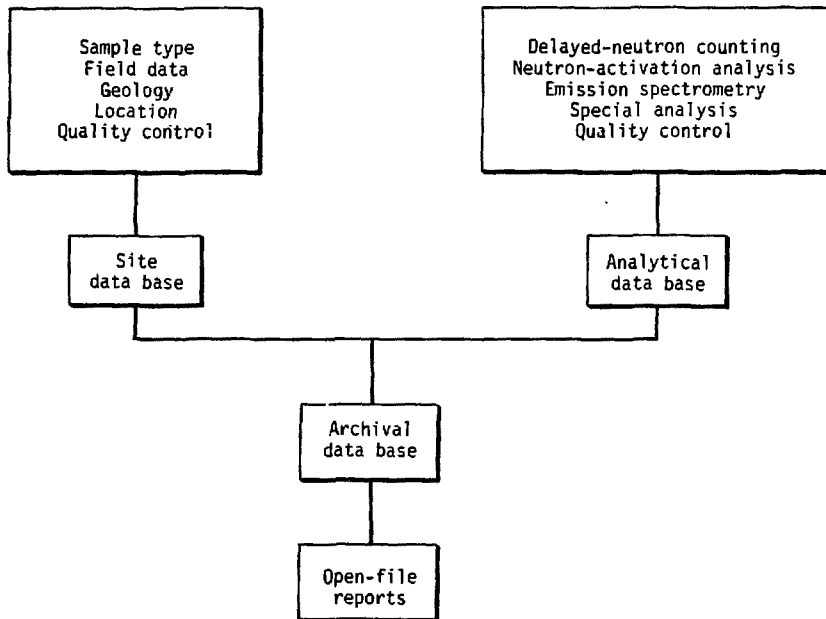 Sample type
Field data
Geology
Location
Quality control
Delayed-neutron counting
Neutron-activation analysis
Emission spectrometry
Special analysis
Quality control
Site
data base
Analytical
data base
Archival
data base
Open-file
reports